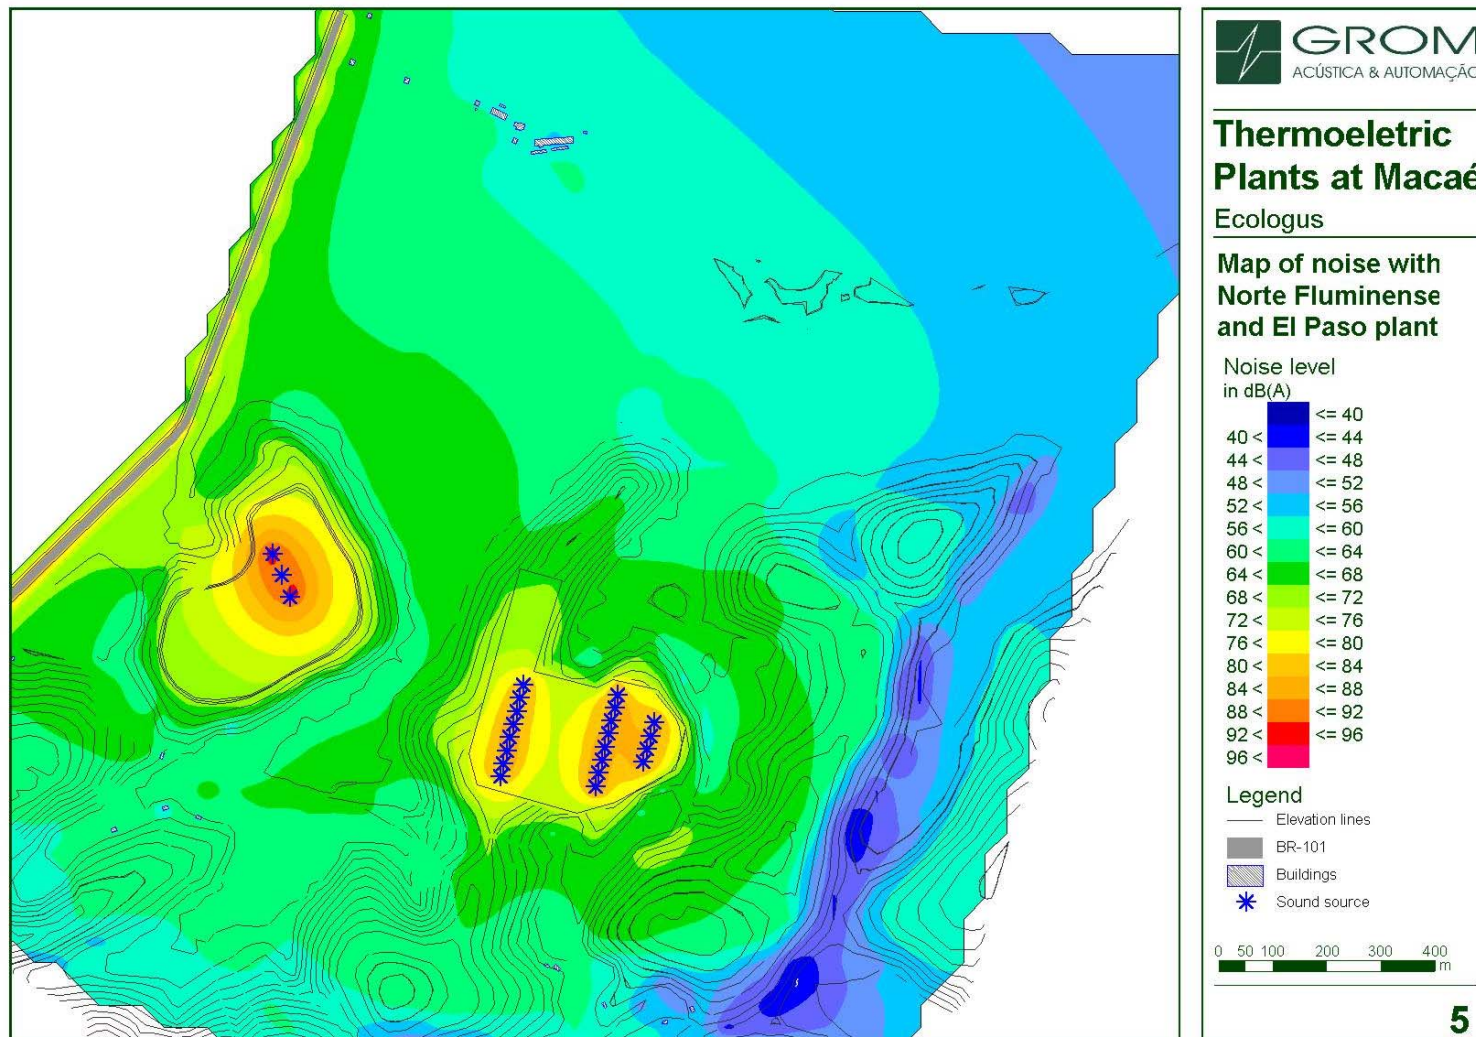 GROM
ACÚSTICA & AUTOMAÇÃO
Thermoeletric
Plants at Macaé
Ecologus
Map of noise with
Norte Fluminense
and El Paso plant
Noise level
in dB(A)
<= 40
40 < <= 44
44 < <= 48
48 < <= 52
52 < <= 56
56 < <= 60
60 < <= 64
64 < <= 68
68 < <= 72
72 < <= 76
76 < <= 80
80 < <= 84
84 < <= 88
88 < <= 92
92 < <= 96
96 <
Legend
Elevation lines
BR-101
Buildings
Sound source
0 50 100 200 300 400
m
5